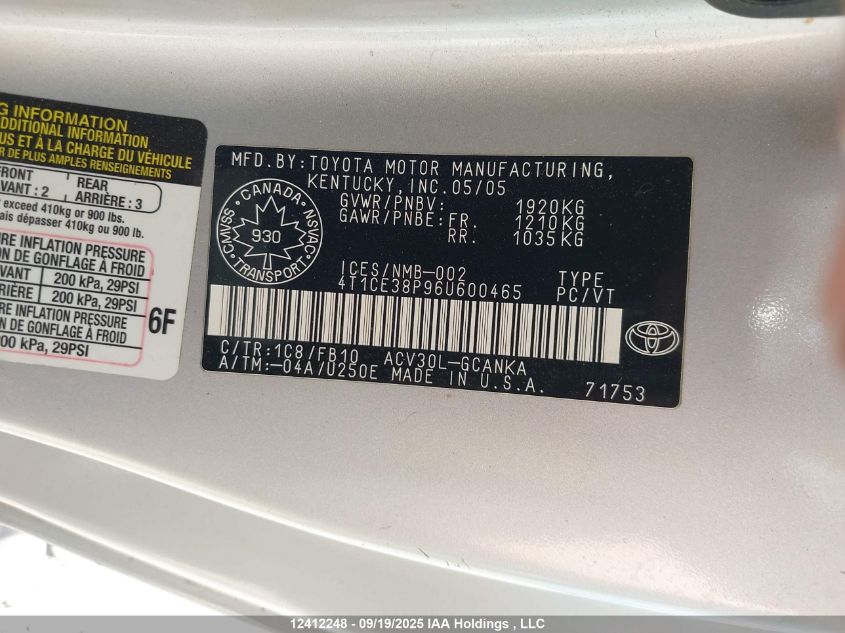 G INFORMATION
ADDITIONAL INFORMATION
US ET À LA CHARGE DU VÉHICULE
DE PLUS AMPLES RENSEIGNEMENTS
FRONT
AVANT : 2
REAR
ARRIÈRE : 3
exceed 410kg or 900 lbs.
ais dépasser 410kg ou 900 lb.
E INFLATION PRESSURE
DE GONFLAGE À FROID
AVANT 200 kPa, 29PSI
RIÈRE 200 kPa, 29PSI
E INFLATION PRESSURE
DE GONFLAGE À FROID
00 kPa, 29PSI
6F
MFD.BY:TOYOTA MOTOR MANUFACTURING,
KENTUCKY,INC.05/05
GVWR/PNBV: 1920KG
GAWR/PNBE:FR. 1210KG
RR. 1035KG
CANADA
CMVSS
NSVAC
930
TRANSPORT
ICES/NMB-002
TYPE
4T1CE38P96U600465
PC/VT
C/TR:1C8/FB10 ACV30L-GCANKA
A/TM:-04A/U250E MADE IN U.S.A.
71753
12412248 - 09/19/2025 IAA Holdings , LLC